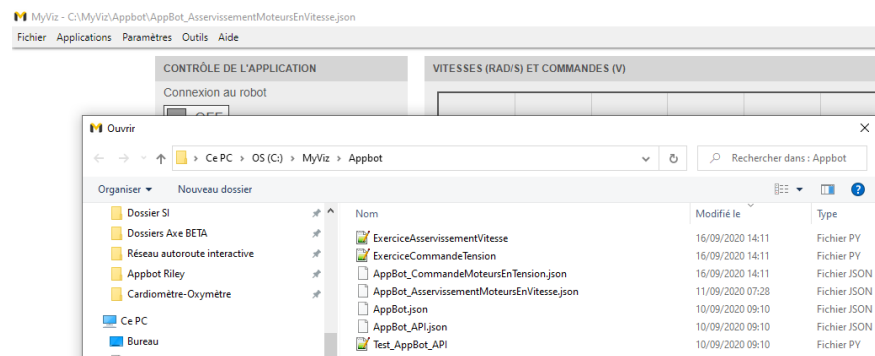 MyViz - C:\MyViz\Appbot\AppBot_AsservissementMoteursEnVitesse.json
Fichier Applications Paramètres Outils Aide
CONTRÔLE DE L'APPLICATION
VITESSES (RAD/S) ET COMMANDES (V)
Connexion au robot
OFF
Ouvrir
Ce PC > OS (C:) > MyViz > Appbot
Rechercher dans : Appbot
Organiser
Nouveau dossier
Dossier SI
Nom
Modifié le
Type
Dossiers Axe BETA
ExerciceAsservissementVitesse
16/09/2020 14:11
Fichier PY
Réseau autoroute interactive
ExerciceCommandeTension
16/09/2020 14:11
Fichier PY
Appbot Riley
AppBot_CommandeMoteursEnTension.json
16/09/2020 14:11
Fichier JSON
Cardiomètre-Oxymètre
AppBot_AsservissementMoteursEnVitesse.json
11/09/2020 07:28
Fichier JSON
Ce PC
AppBot.json
10/09/2020 09:10
Fichier JSON
Bureau
AppBot_API.json
10/09/2020 09:10
Fichier JSON
Test_AppBot_API
10/09/2020 09:10
Fichier PY